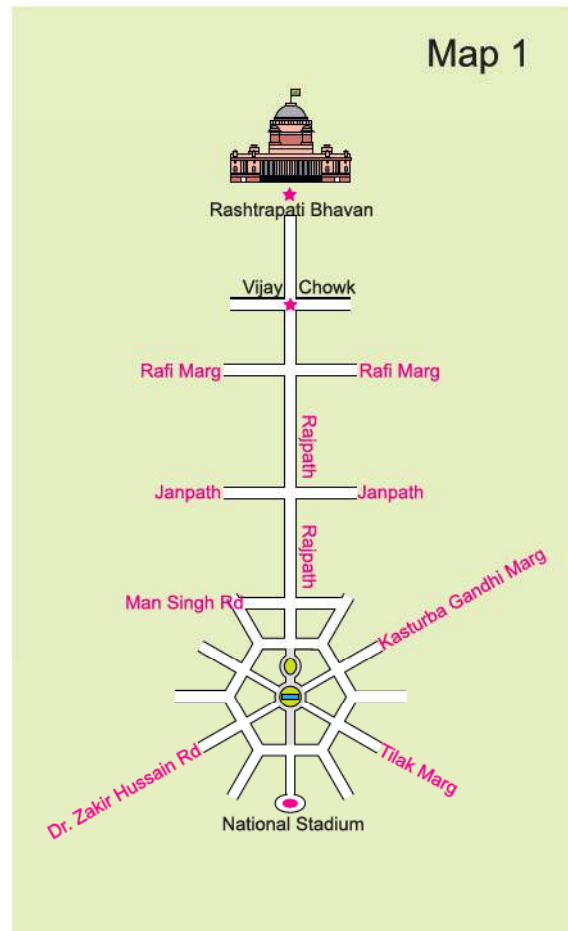 Map 1
Rashtrapati Bhavan
Vijay Chowk
Rafi Marg
Rafi Marg
Rajpath
Janpath
Janpath
Rajpath
Man Singh Rd
Kasturba Gandhi Marg
Dr. Zakir Hussain Rd
Tilak Marg
National Stadium